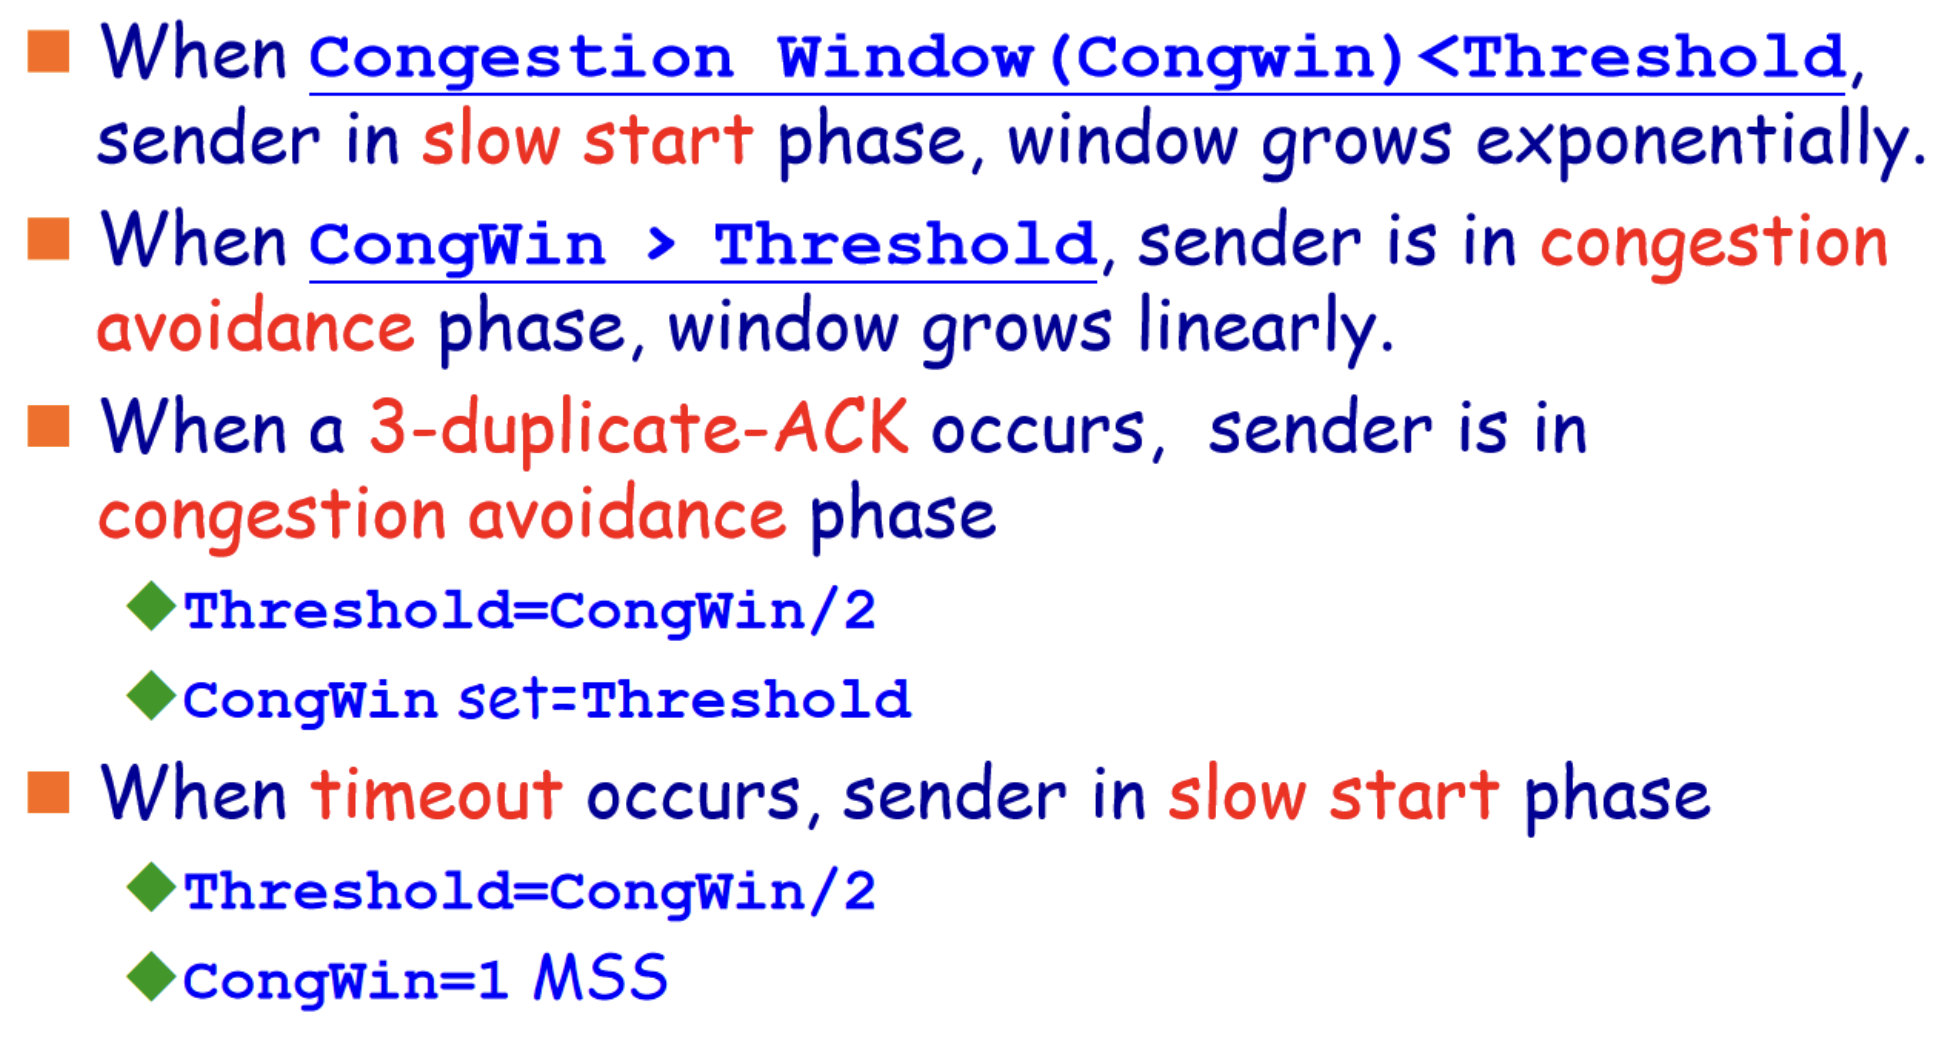 When Congestion Window(Congwin)<Threshold,
sender in slow start phase, window grows exponentially.
When CongWin > Threshold, sender is in congestion
avoidance phase, window grows linearly.
When a 3-duplicate-ACK occurs, sender is in
congestion avoidance phase
Threshold=CongWin/2
CongWin set=Threshold
When timeout occurs, sender in slow start phase
Threshold=CongWin/2
CongWin=1 MSS